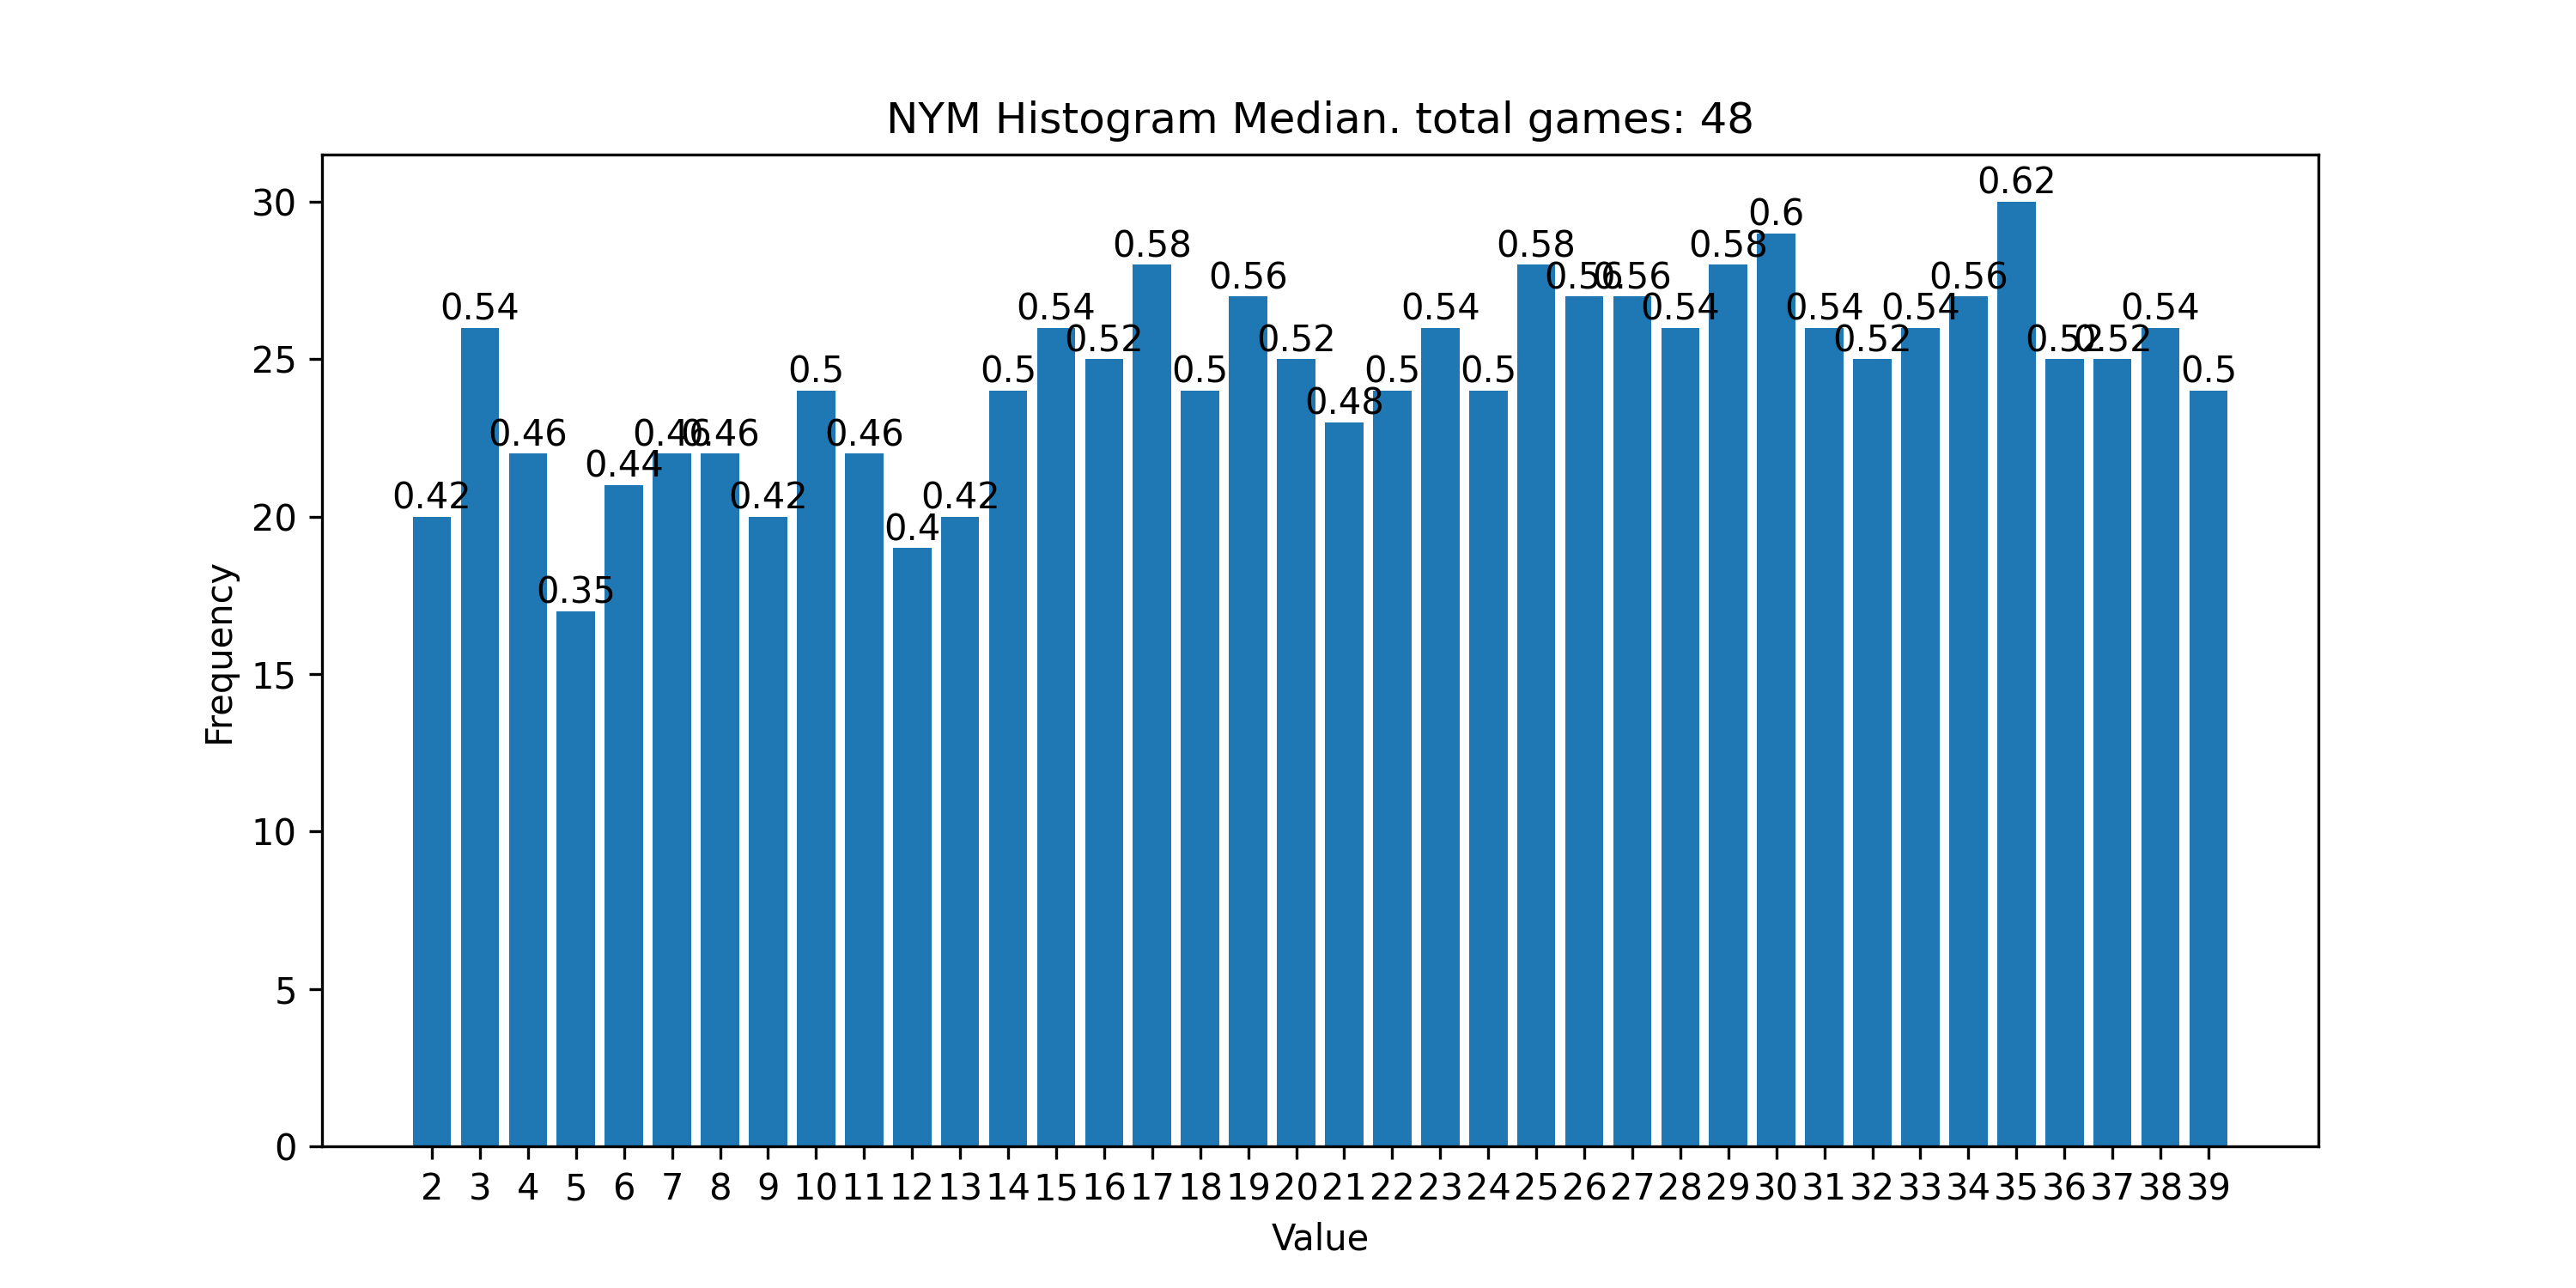 NYM Histogram Median. total games: 48
0.42 0.54 0.46 0.35 0.44 0.46 0.46 0.42 0.5 0.46 0.4 0.42 0.5 0.54 0.52 0.58 0.5 0.56 0.52 0.48 0.5 0.54 0.5 0.58 0.56 0.56 0.54 0.58 0.6 0.54 0.52 0.54 0.56 0.62 0.52 0.52 0.54 0.5
30
25
20
15
10
5
0
Frequency
2 3 4 5 6 7 8 9 10 11 12 13 14 15 16 17 18 19 20 21 22 23 24 25 26 27 28 29 30 31 32 33 34 35 36 37 38 39
Value